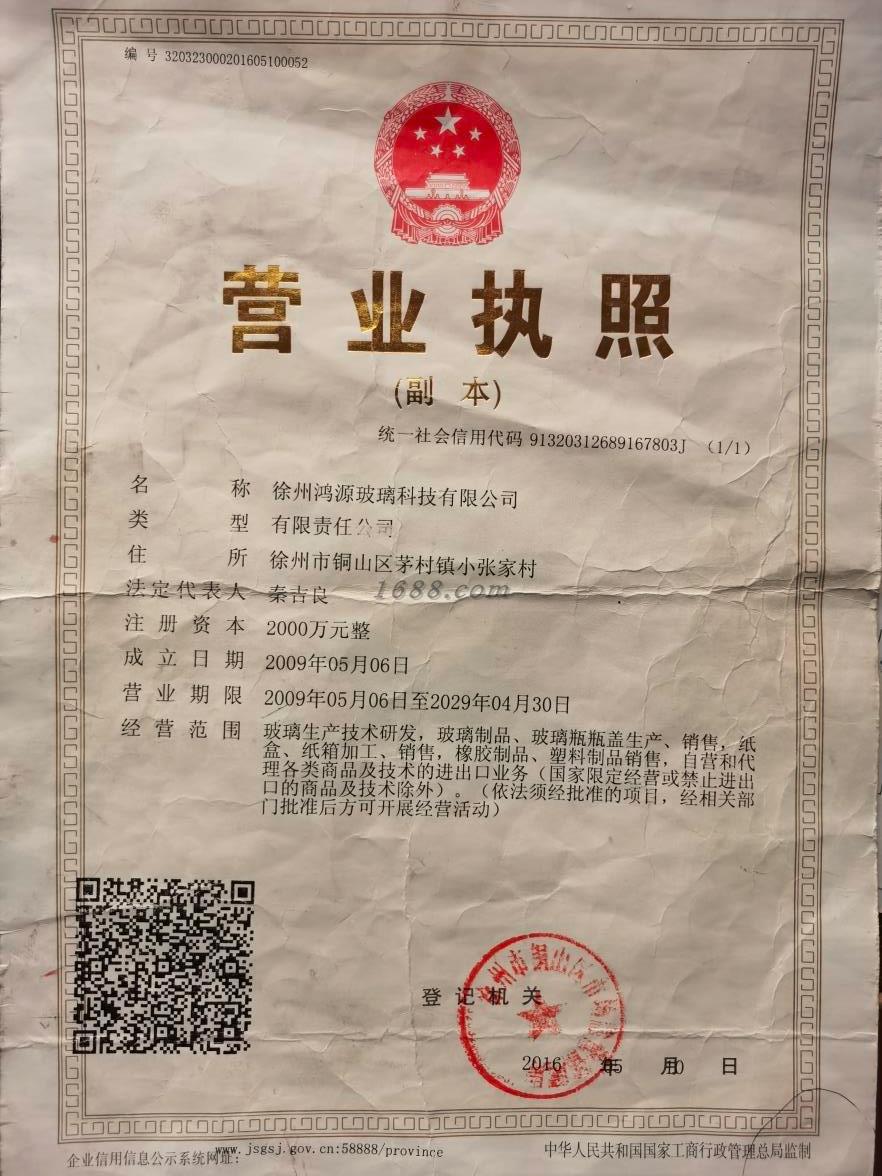 编 号 320323000201605100052
营业执照
(副 本)
统一社会信用代码 91320312689167803J （1/1）
名 称 徐州鸿源玻璃科技有限公司
类 型 有限责任公司
住 所 徐州市铜山区茅村镇小张家村
法定代表人 秦吉良
1688.com
注 册 资 本 2000万元整
成 立 日 期 2009年05月06日
营 业 期 限 2009年05月06日至2029年04月30日
经 营 范 围 玻璃生产技术研发，玻璃制品、玻璃瓶瓶盖生产、销售，纸
盒、纸箱加工、销售，橡胶制品、塑料制品销售，自营和代
理各类商品及技术的进出口业务（国家限定经营或禁止进出
口的商品及技术除外）。（依法须经批准的项目，经相关部
门批准后方可开展经营活动）
登 记 机 关
徐州市铜山区市场
2016 年 05 月 10 日
企业信用信息公示系统网址: www.jsgsj.gov.cn:58888/province
中华人民共和国国家工商行政管理总局监制